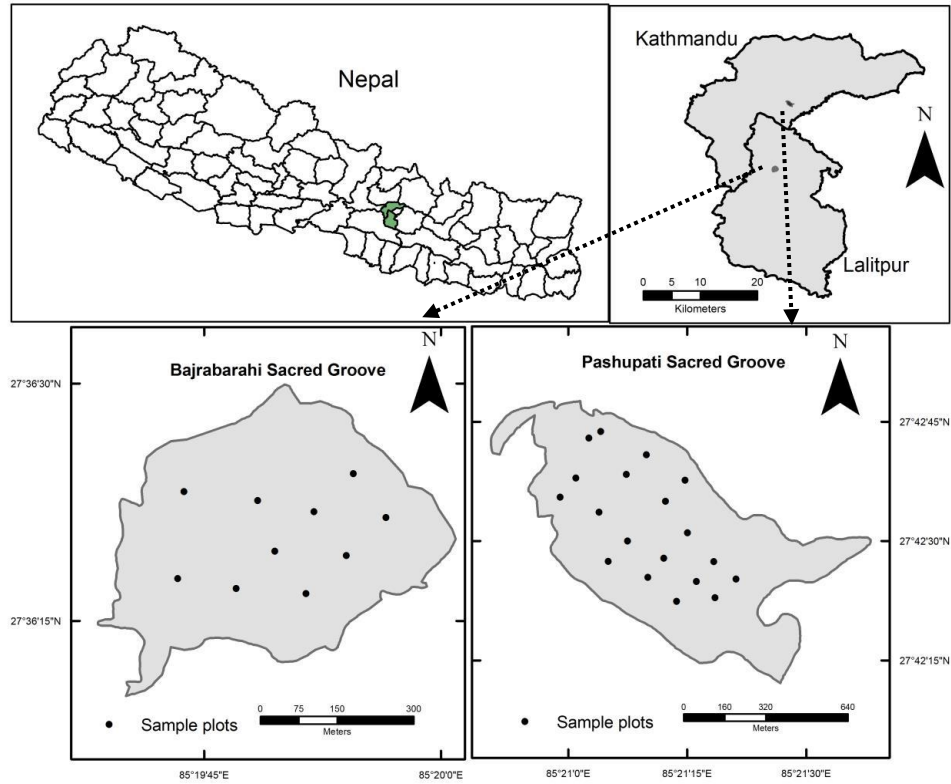 Nepal
Kathmandu
N
Lalitpur
0 5 10 20
Kilometers
Bajrabarahi Sacred Groove
N
27°36'30"N
27°36'15"N
Sample plots
0 75 150 300
Meters
85°19'45"E 85°20'0"E
Pashupati Sacred Groove
N
27°42'45"N
27°42'30"N
27°42'15"N
Sample plots
0 160 320 640
Meters
85°21'0"E 85°21'15"E 85°21'30"E